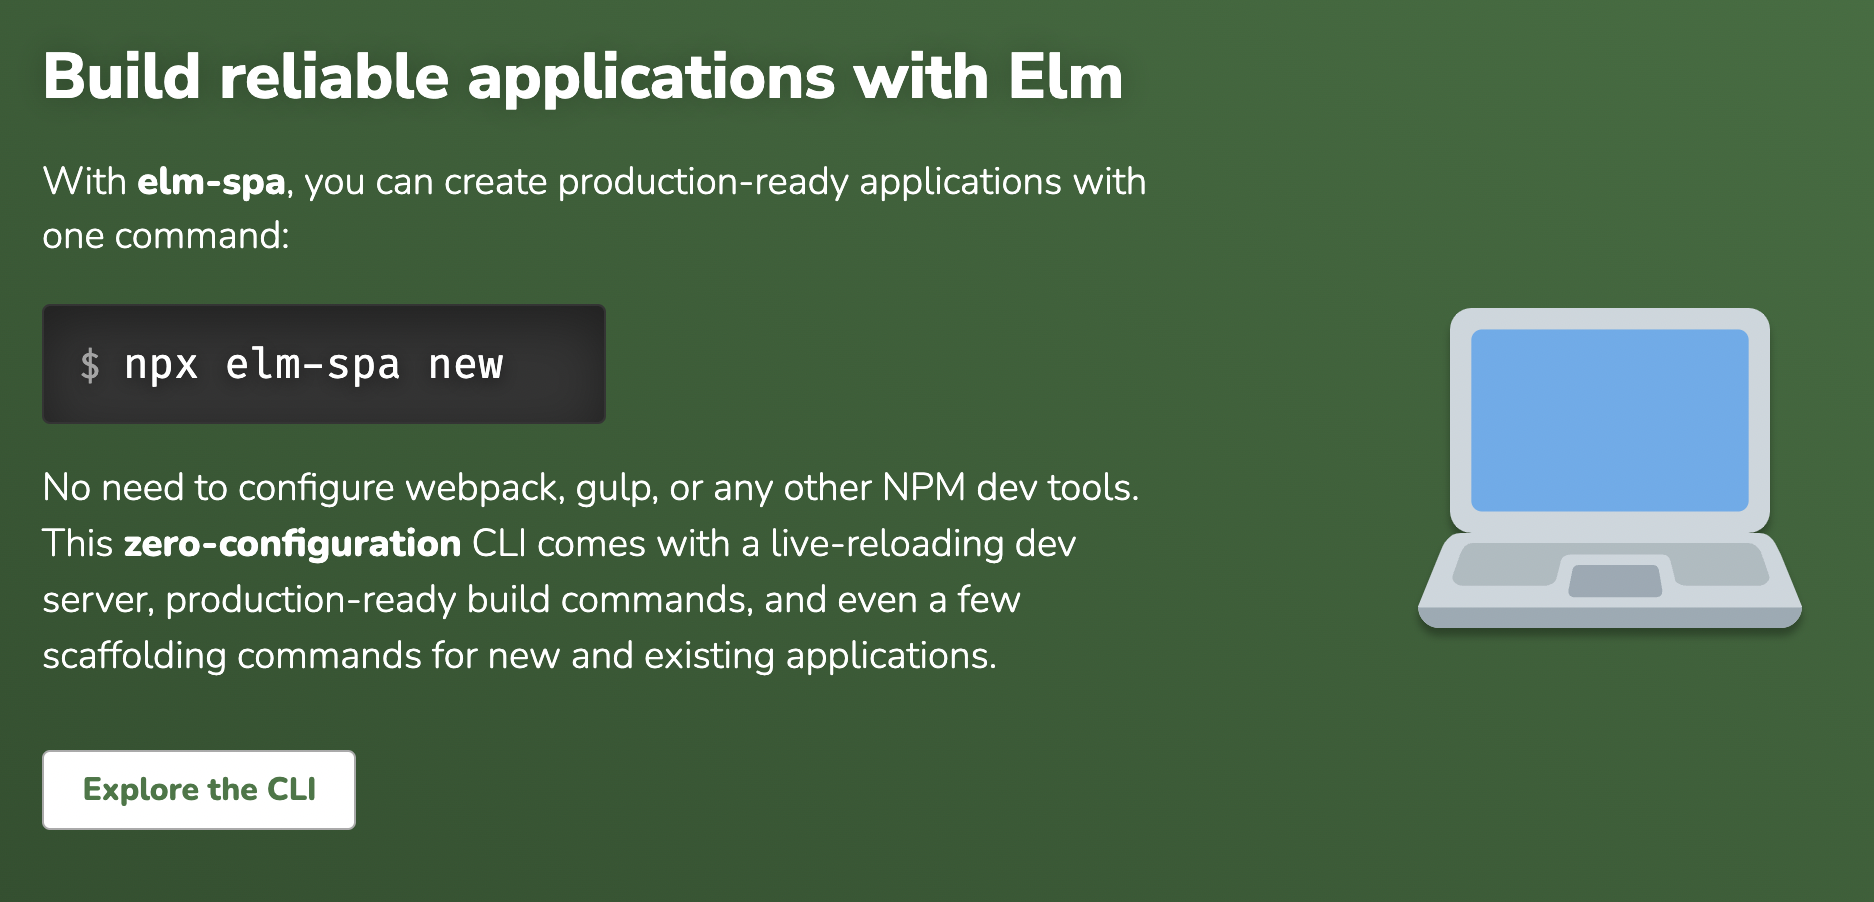 Build reliable applications with Elm
With elm-spa, you can create production-ready applications with
one command:
$ npx elm-spa new
No need to configure webpack, gulp, or any other NPM dev tools.
This zero-configuration CLI comes with a live-reloading dev
server, production-ready build commands, and even a few
scaffolding commands for new and existing applications.
Explore the CLI